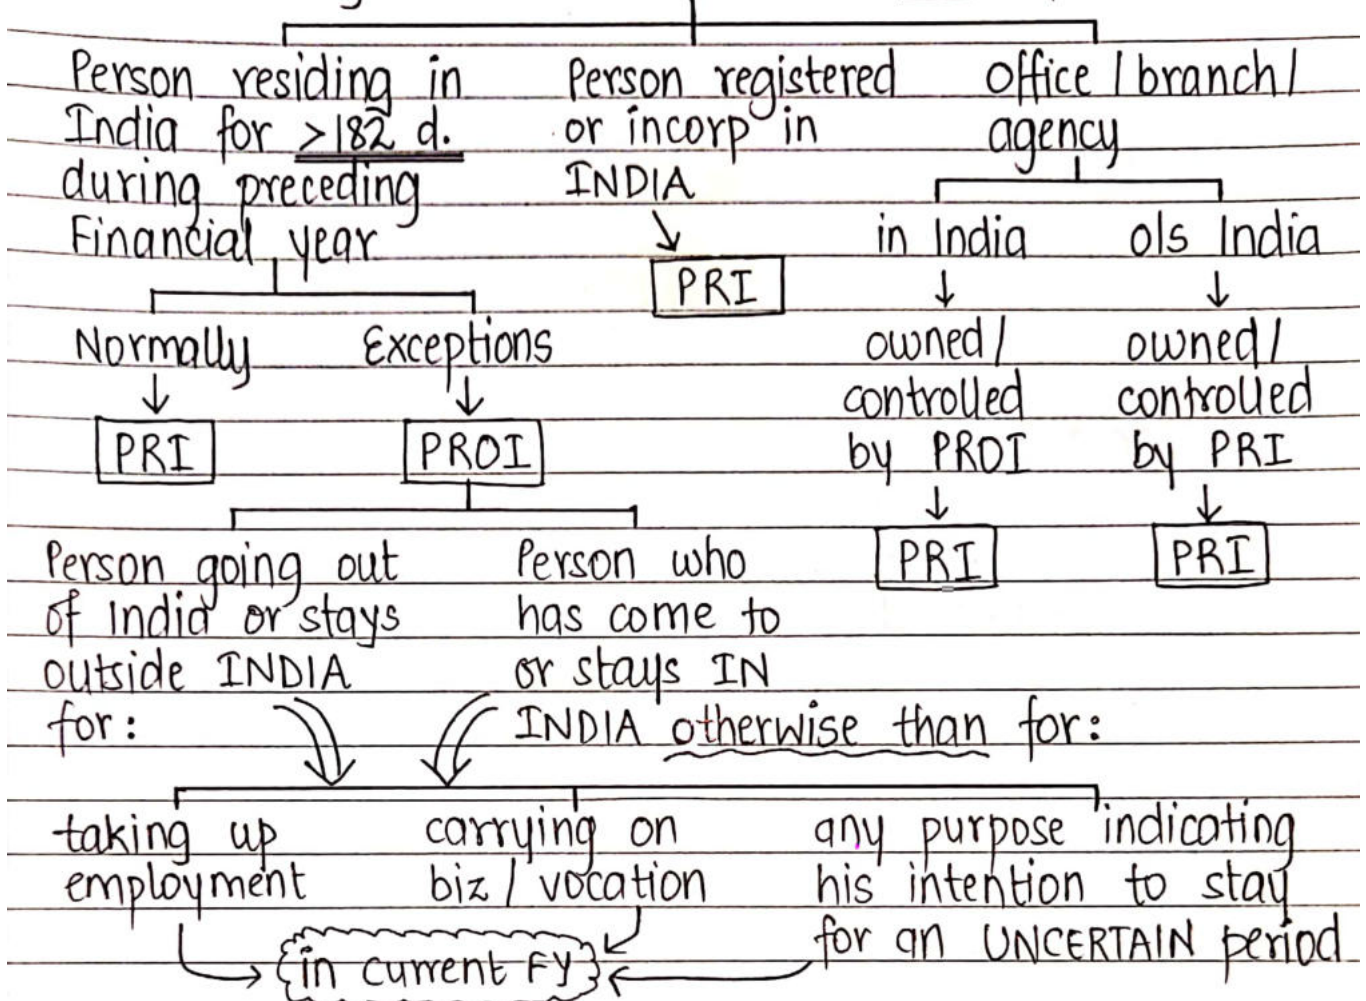 Person residing in
India for >182 d.
during preceding
Financial year
Person registered
or incorp in
INDIA
PRI
Office / branch /
agency
in India
o/s India
Normally
Exceptions
PRI
PROI
owned /
controlled
by PROI
PRI
owned /
controlled
by PRI
PRI
Person going out
of India or stays
outside INDIA
for:
Person who
has come to
or stays IN
INDIA otherwise than for:
taking up
employment
carrying on
biz / vocation
any purpose indicating
his intention to stay
for an UNCERTAIN period
in current FY